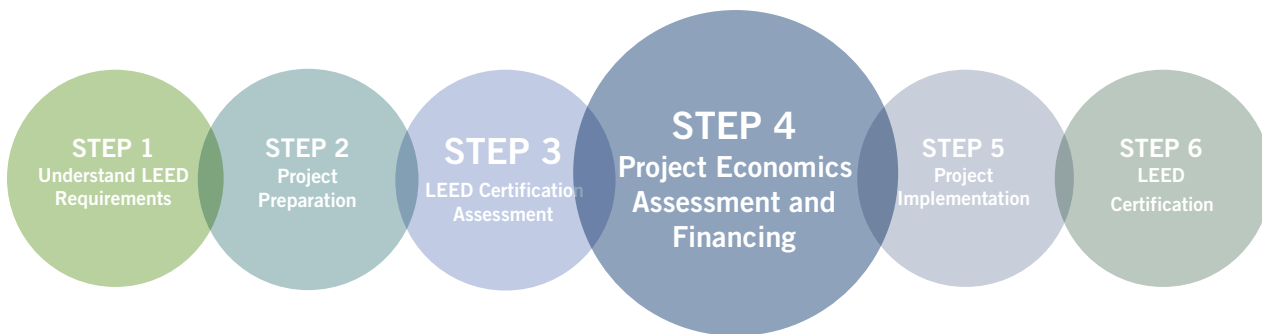 STEP 1
Understand LEED
Requirements
STEP 2
Project
Preparation
STEP 3
LEED Certification
Assessment
STEP 4
Project Economics
Assessment and
Financing
STEP 5
Project
Implementation
STEP 6
LEED
Certification